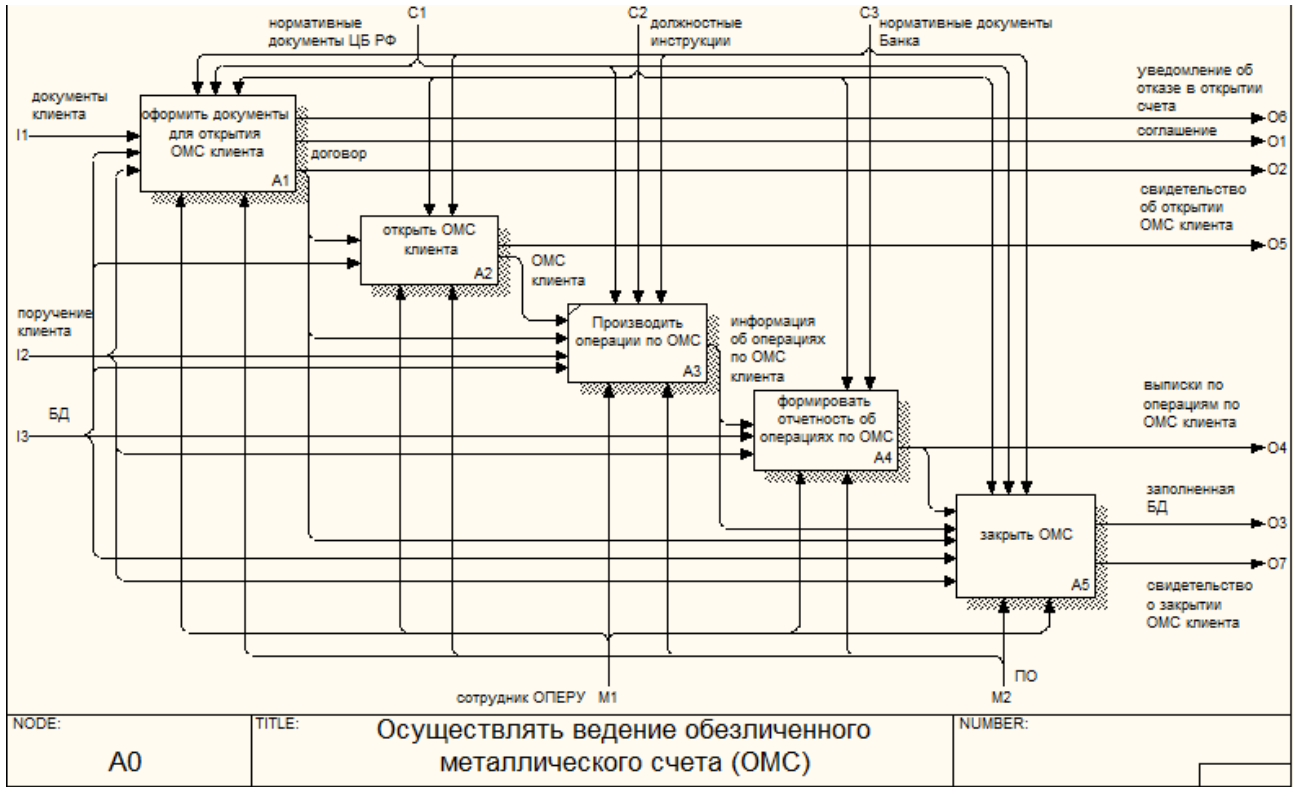 C1
C2
C3
нормативные
документы ЦБ РФ
должностные
инструкции
нормативные документы
Банка
документы
клиента
I1
оформить документы
для открытия
ОМС клиента
A1
договор
уведомление об
отказе в открытии
счета
O6
соглашение
O1
O2
свидетельство
об открытии
ОМС клиента
O5
открыть ОМС
клиента
A2
ОМС
клиента
поручение
клиента
I2
Производить
операции по ОМС
A3
информация
об операциях
по ОМС
клиента
БД
I3
формировать
отчетность об
операциях по ОМС
A4
выписки по
операциям по
ОМС клиента
O4
заполненная
БД
O3
закрыть ОМС
A5
O7
свидетельство
о закрытии
ОМС клиента
сотрудник ОПЕРУ
M1
ПО
M2
NODE:
A0
TITLE:
Осуществлять ведение обезличенного
металлического счета (ОМС)
NUMBER: